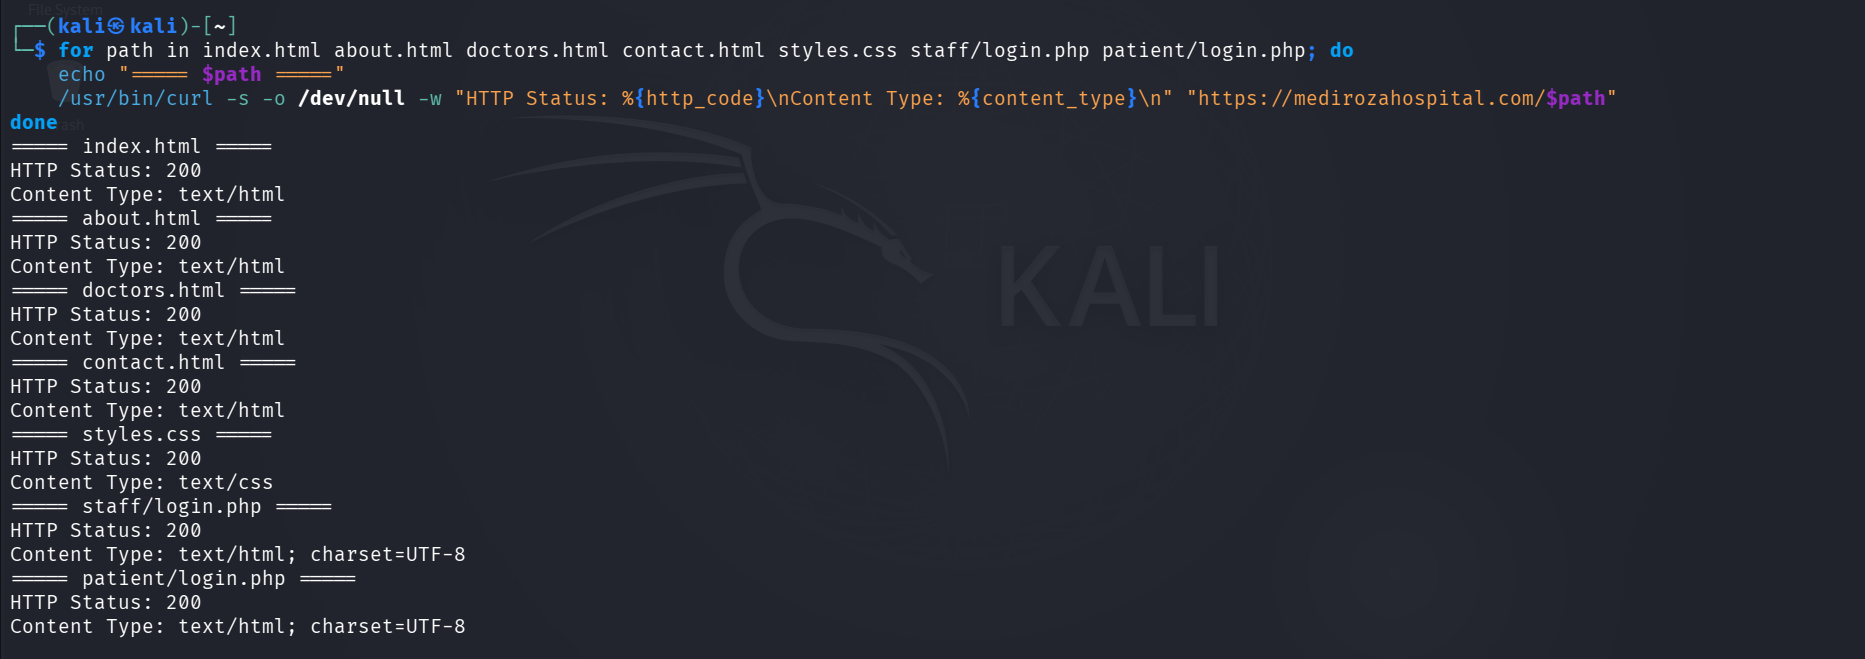 File System
┌──(kali㉿kali)-[~]
└─$ for path in index.html about.html doctors.html contact.html styles.css staff/login.php patient/login.php; do
    echo "===== $path ====="
    /usr/bin/curl -s -o /dev/null -w "HTTP Status: %{http_code}\nContent Type: %{content_type}\n" "https://medirozahospital.com/$path"
done
Trash
===== index.html =====
HTTP Status: 200
Content Type: text/html
===== about.html =====
HTTP Status: 200
Content Type: text/html
===== doctors.html =====
HTTP Status: 200
Content Type: text/html
===== contact.html =====
HTTP Status: 200
Content Type: text/html
===== styles.css =====
HTTP Status: 200
Content Type: text/css
===== staff/login.php =====
HTTP Status: 200
Content Type: text/html; charset=UTF-8
===== patient/login.php =====
HTTP Status: 200
Content Type: text/html; charset=UTF-8
KALI